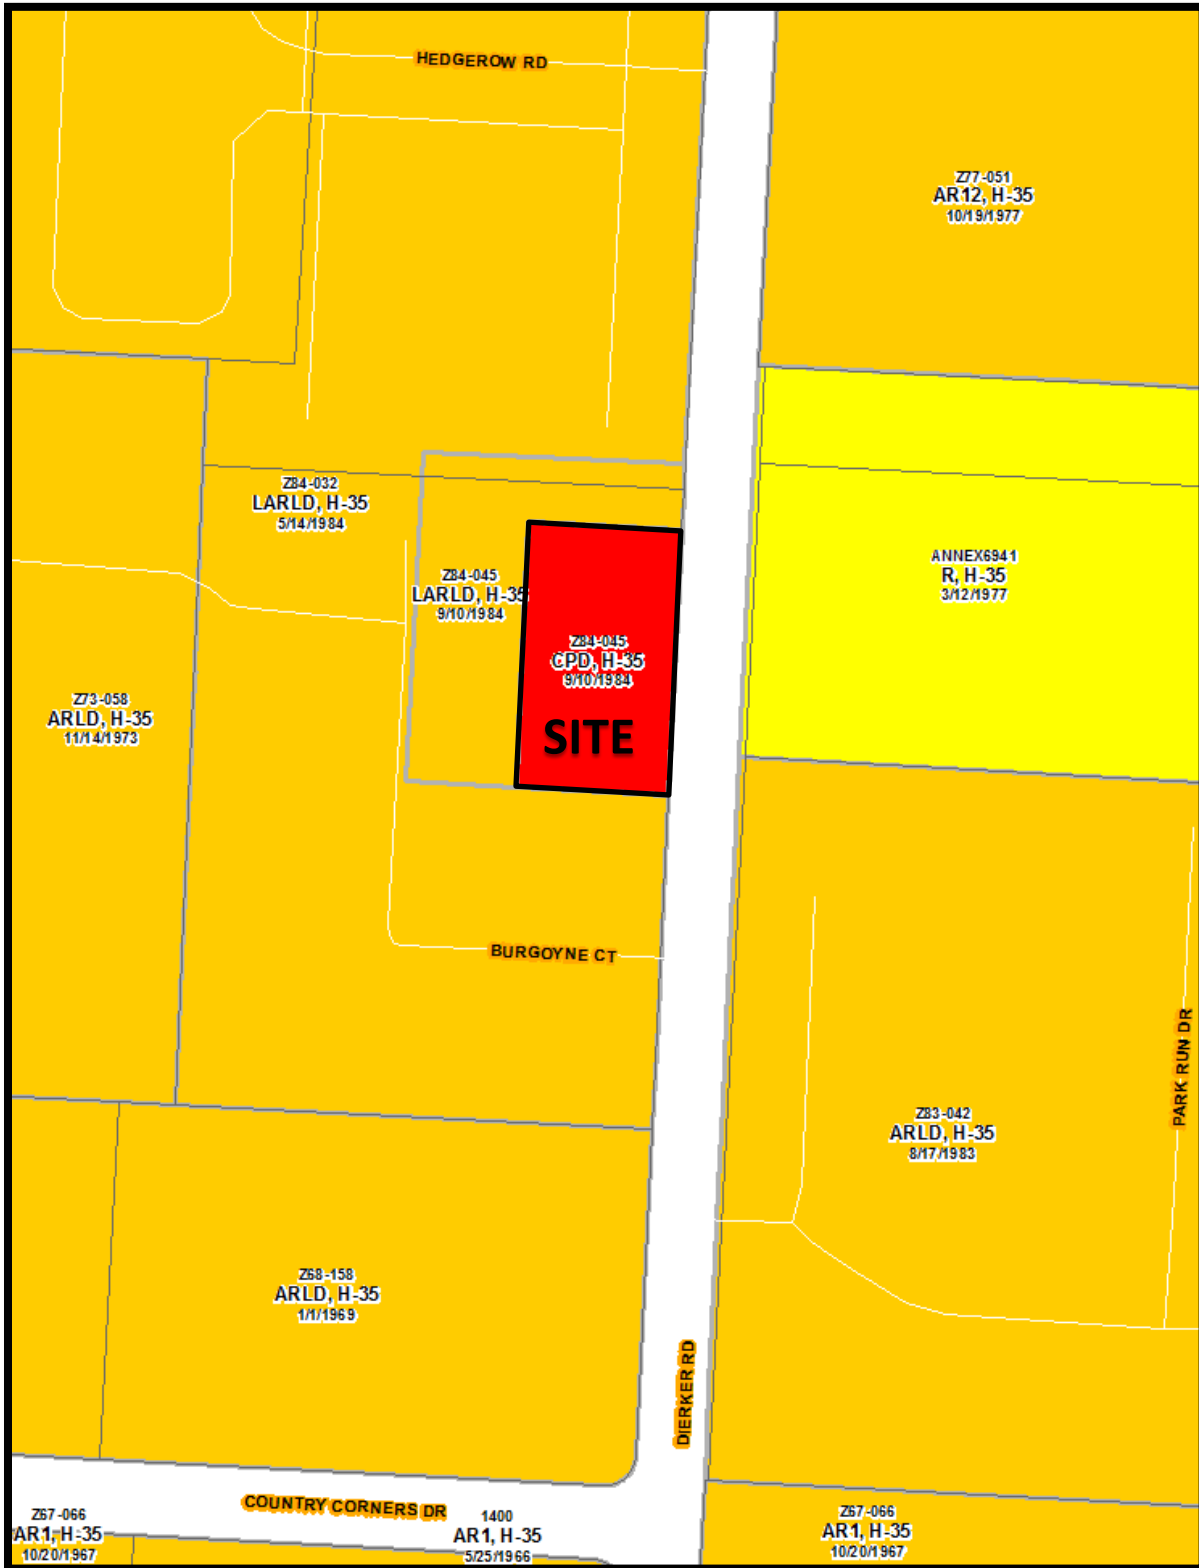 HEDGEROW RD
Z77-051
AR12, H-35
10/19/1977
Z84-032
LARLD, H-35
5/14/1984
ANNEX6941
R, H-35
3/12/1977
Z84-045
LARLD, H-35
9/10/1984
Z84-045
CPD, H-35
9/10/1984
SITE
Z73-058
ARLD, H-35
11/14/1973
BURGOYNE CT
PARK RUN DR
Z83-042
ARLD, H-35
8/17/1983
Z68-158
ARLD, H-35
1/1/1969
DIERKER RD
COUNTRY CORNERS DR
Z67-066
AR1, H-35
10/20/1967
1400
AR1, H-35
5/25/1966
Z67-066
AR1, H-35
10/20/1967